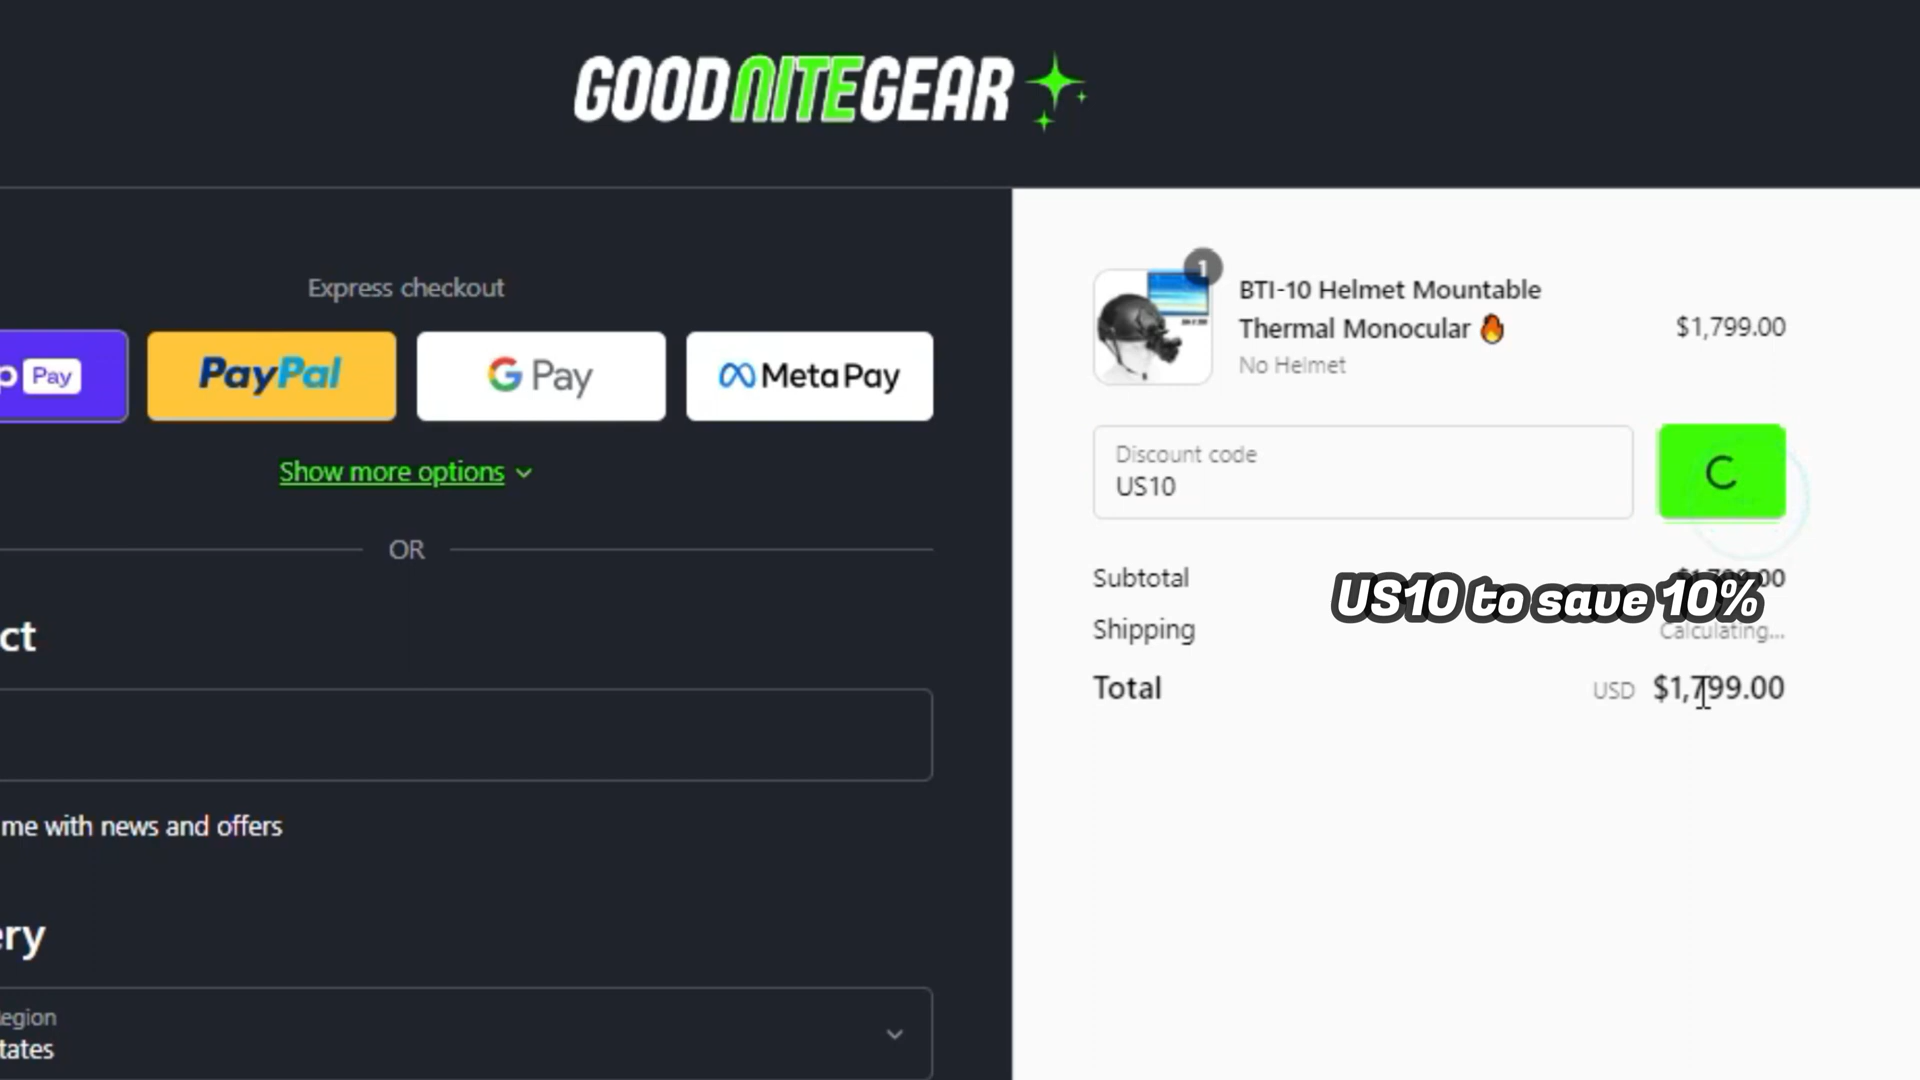 GOODNITEGEAR
Express checkout
Pay
PayPal
G Pay
Meta Pay
Show more options
OR
ct
me with news and offers
ery
egion
tates
1
BTI-10 Helmet Mountable
Thermal Monocular 🔥
No Helmet
$1,799.00
Discount code
US10
Subtotal
US10 to save 10%
Shipping
Calculating...
Total
USD $1,799.00